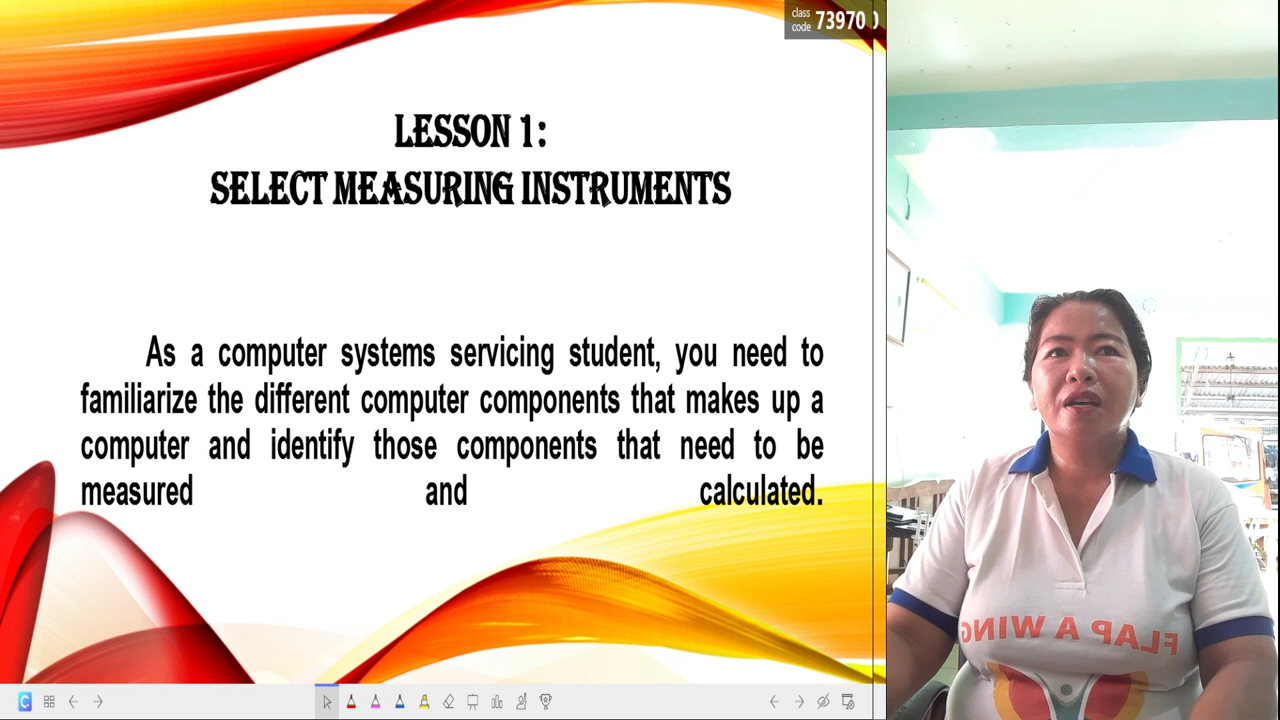 class
code 73970
LESSON 1:
SELECT MEASURING INSTRUMENTS
As a computer systems servicing student, you need to
familiarize the different computer components that makes up a
computer and identify those components that need to be
measured and calculated.
FLAP A WING